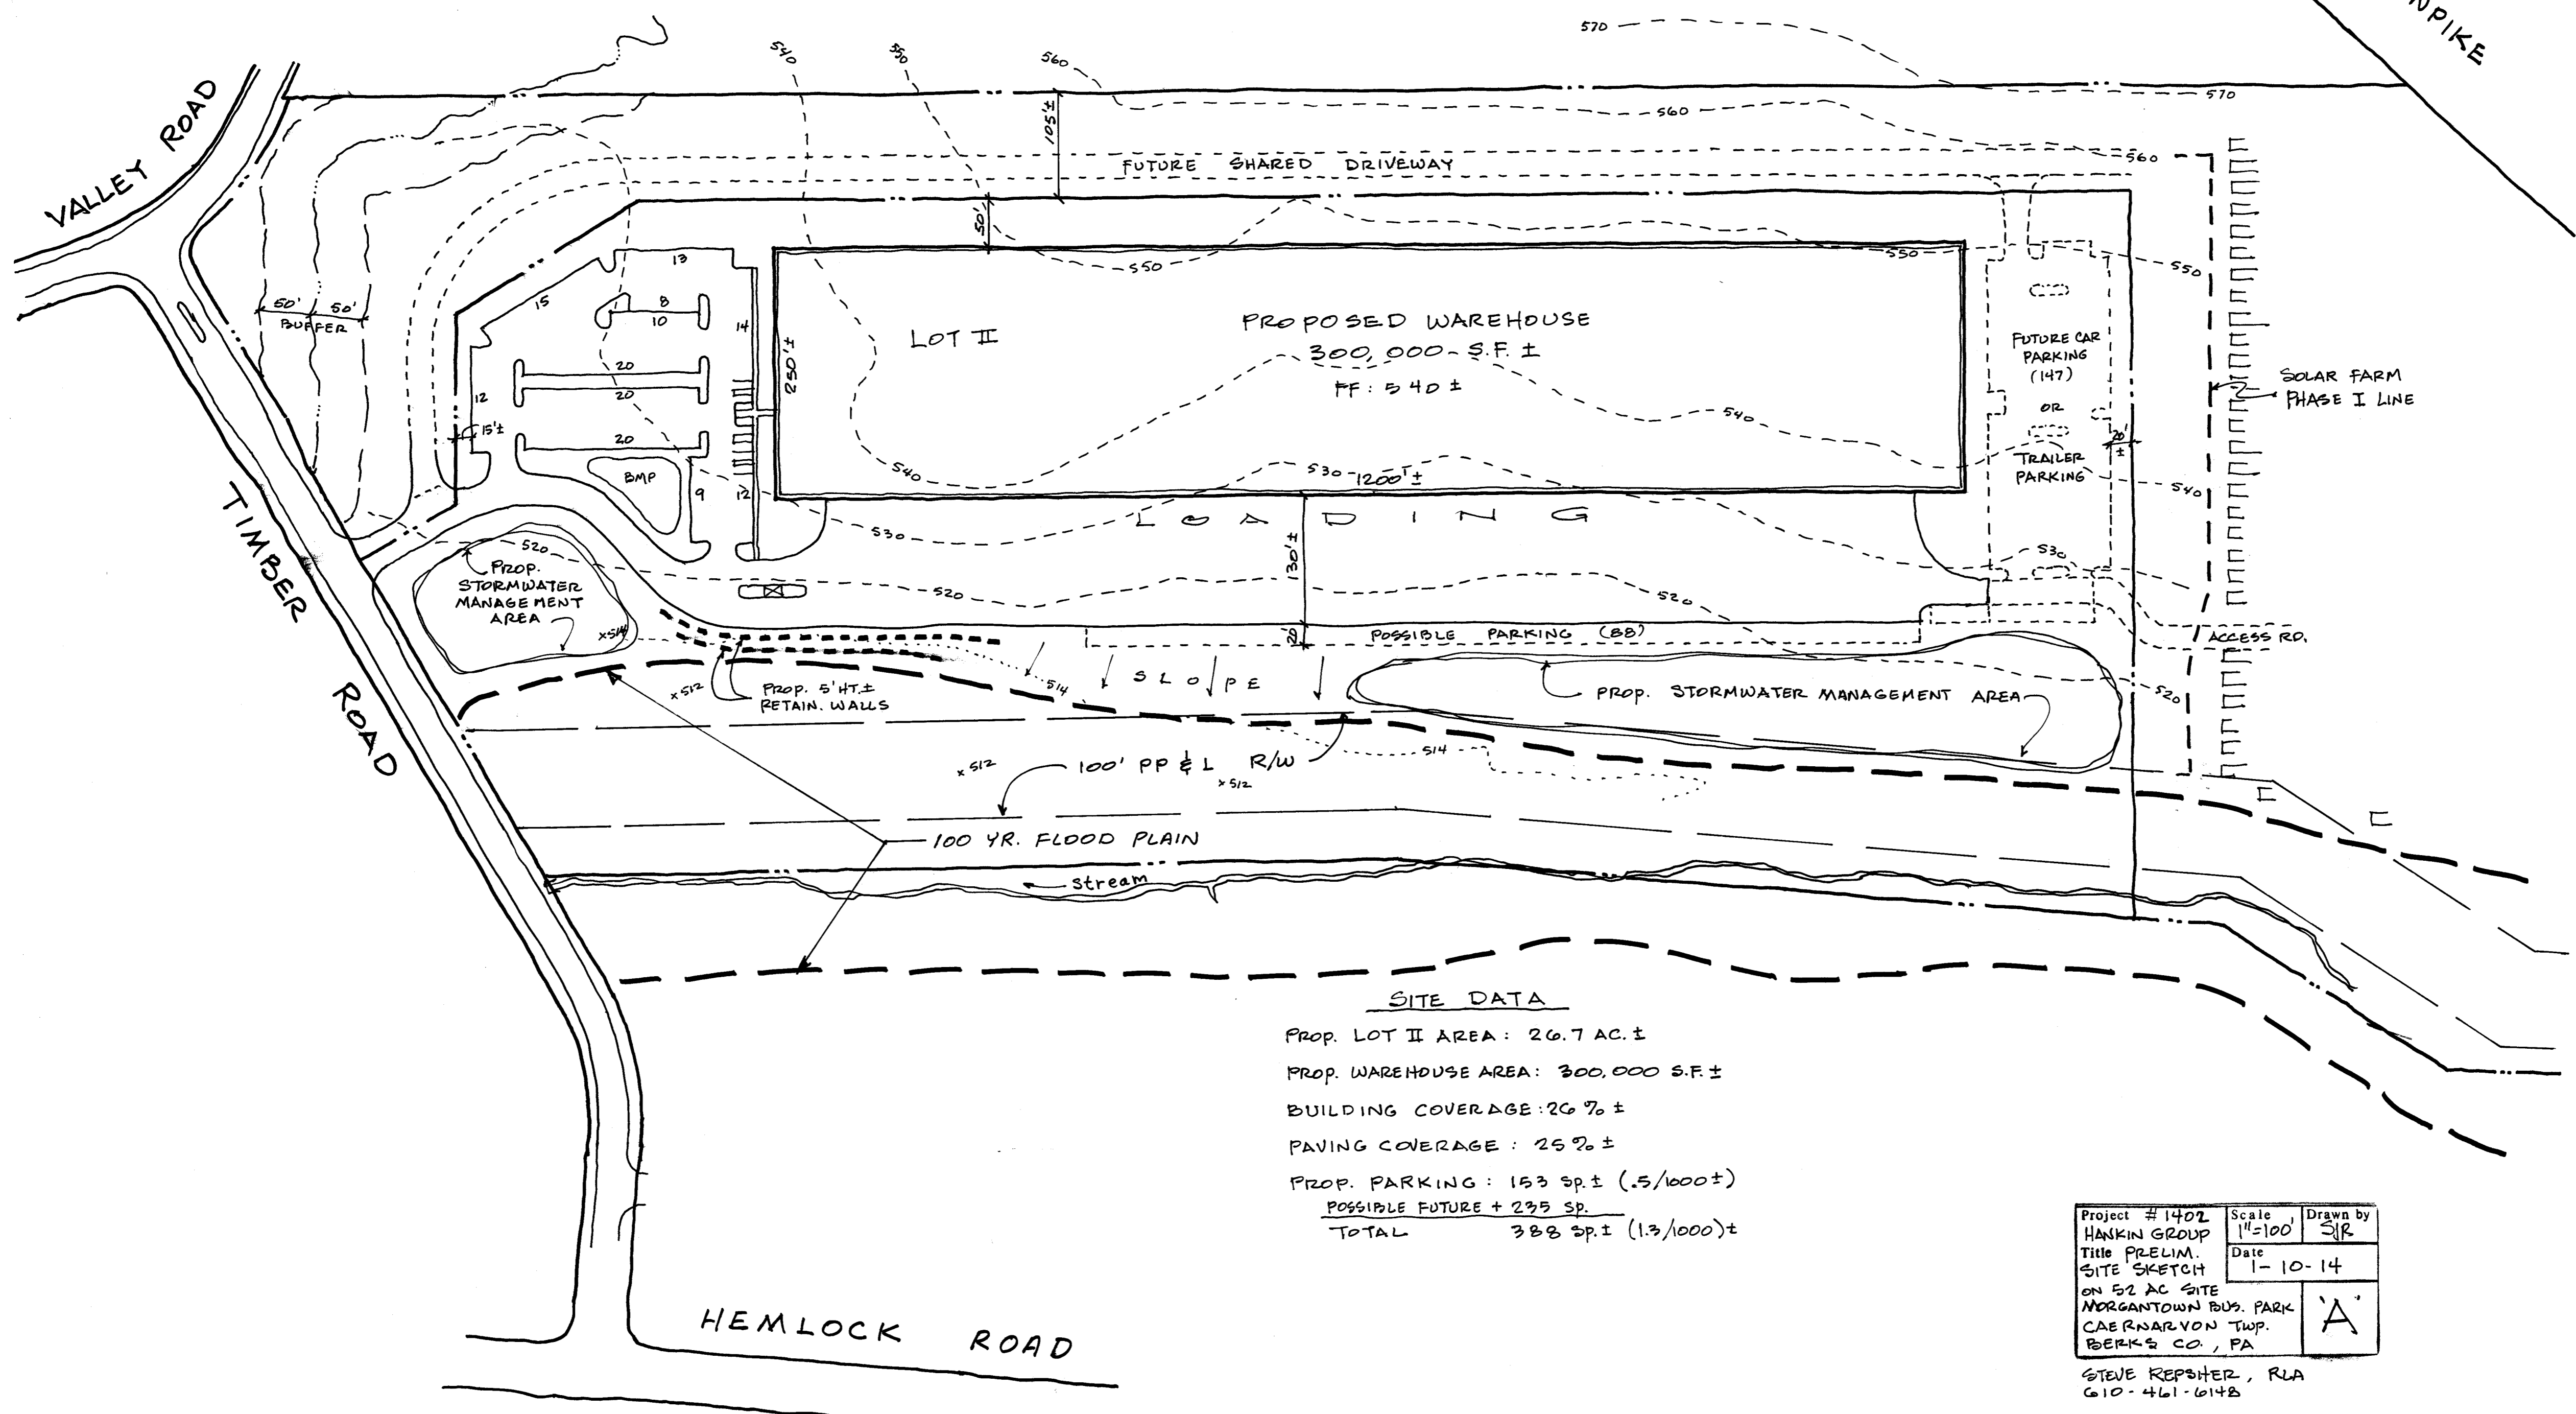 NPIKE
570
540
550
560
570
VALLEY ROAD
105'±
560
FUTURE SHARED DRIVEWAY
560
50'
13
550
550
550
15
8
10
14
50' 50'
BUFFER
LOT II
PROPOSED WAREHOUSE
300,000 - S.F. ±
FF: 540 ±
250'±
FUTURE CAR
PARKING
(147)
OR
TRAILER
PARKING
20'
±
SOLAR FARM
PHASE I LINE
20
20
12
15'±
20
540
BMP
9
12
540
530
1200'±
540
LOADING
530
530
130'±
TIMBER ROAD
520
PROP.
STORMWATER
MANAGEMENT
AREA
x514
520
520
20'
POSSIBLE PARKING (88)
ACCESS RD.
x512
PROP. 5' HT.±
RETAIN. WALLS
514
SLOPE
PROP. STORMWATER MANAGEMENT AREA
520
x512
100' PP & L R/W
514
x512
100 YR. FLOOD PLAIN
stream
SITE DATA
PROP. LOT II AREA: 26.7 AC. ±
PROP. WAREHOUSE AREA: 300,000 S.F. ±
BUILDING COVERAGE: 26% ±
PAVING COVERAGE: 25% ±
PROP. PARKING: 153 SP.± (.5/1000±)
POSSIBLE FUTURE + 235 SP.
TOTAL 388 SP.± (1.3/1000)±
HEMLOCK ROAD
Project #1402
HANKIN GROUP
Scale
1"=100'
Drawn by
SJR
Title PRELIM.
SITE SKETCH
ON 52 AC SITE
MORGANTOWN BUS. PARK
CAERNARVON TWP.
BERKS CO., PA
Date
1-10-14
'A'
STEVE REPSHER, RLA
610-461-6148